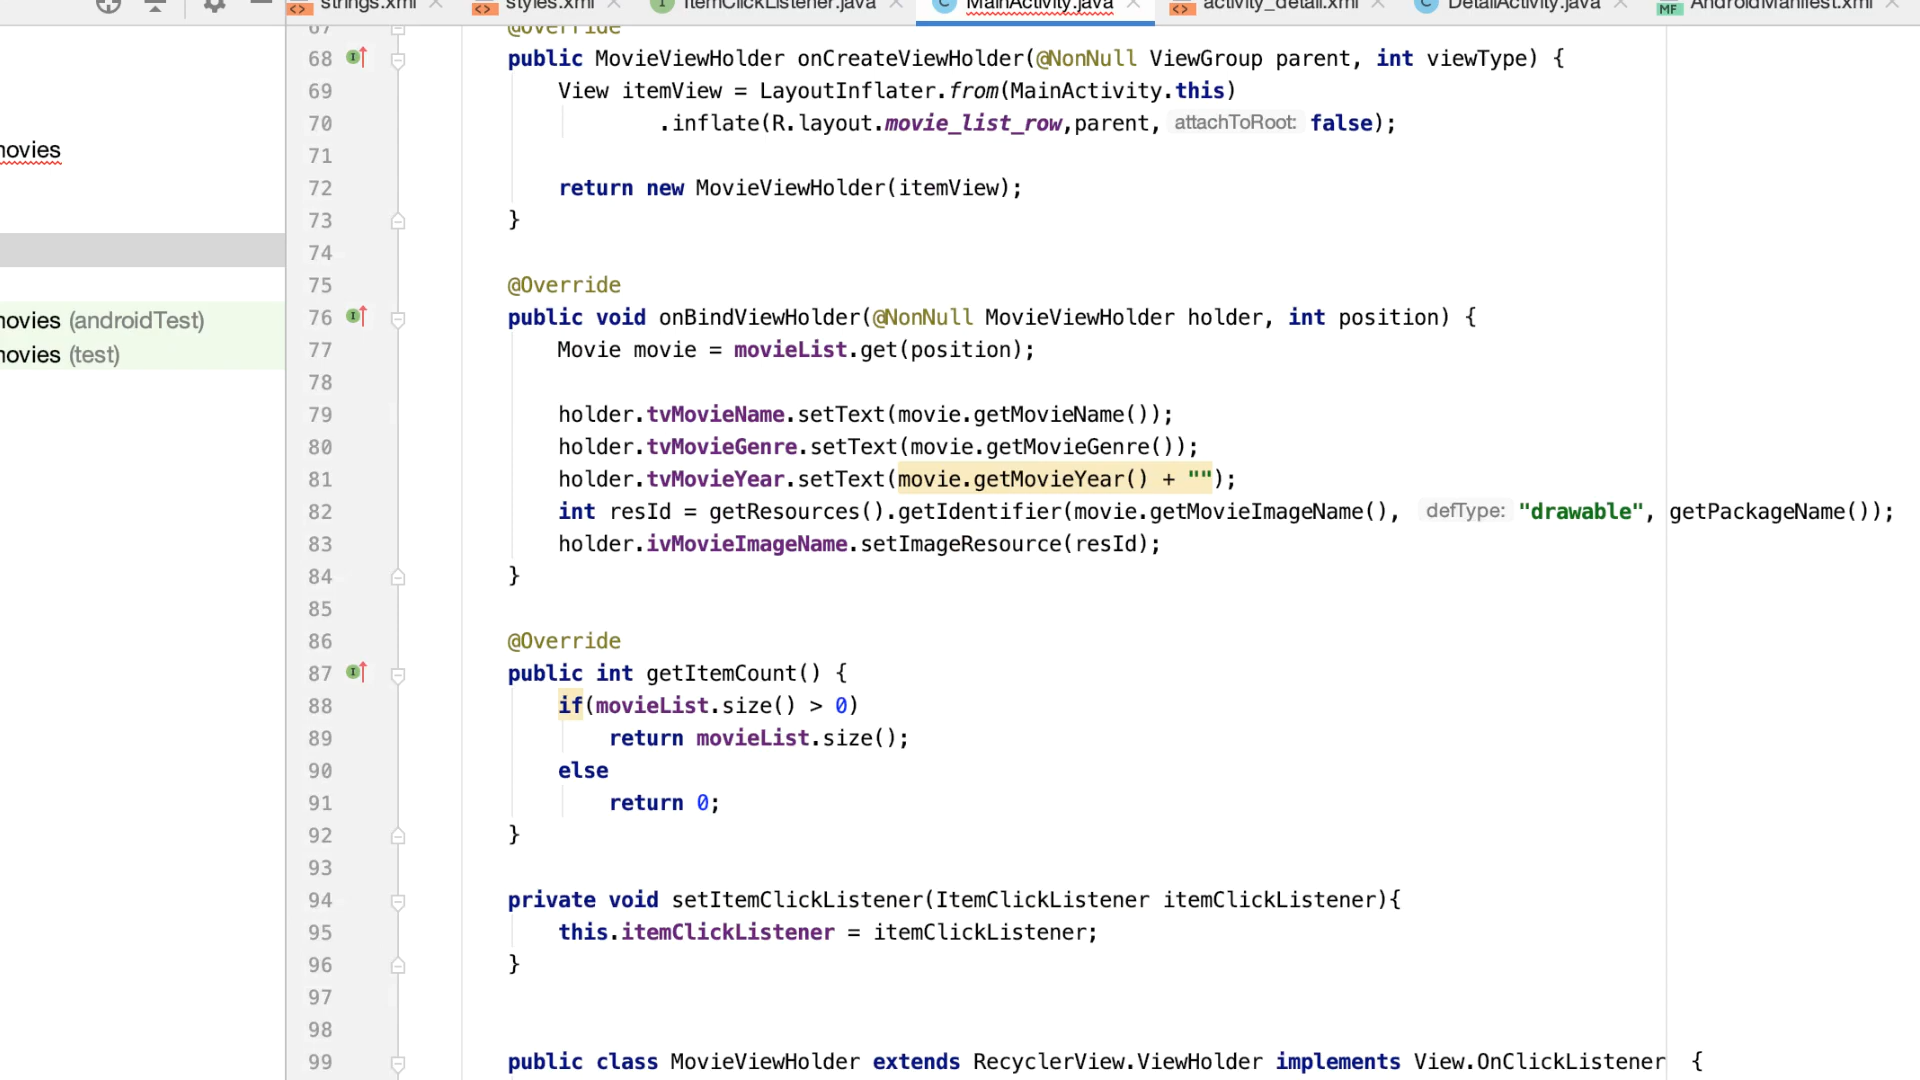 strings.xml styles.xml ItemClickListener.java MainActivity.java activity_detail.xml DetailActivity.java AndroidManifest.xml
67 @Override
68 public MovieViewHolder onCreateViewHolder(@NonNull ViewGroup parent, int viewType) {
69 View itemView = LayoutInflater.from(MainActivity.this)
70 .inflate(R.layout.movie_list_row,parent, attachToRoot: false);
71
movies
72 return new MovieViewHolder(itemView);
73 }
74
75 @Override
76 public void onBindViewHolder(@NonNull MovieViewHolder holder, int position) {
movies (androidTest)
77 Movie movie = movieList.get(position);
movies (test)
78
79 holder.tvMovieName.setText(movie.getMovieName());
80 holder.tvMovieGenre.setText(movie.getMovieGenre());
81 holder.tvMovieYear.setText(movie.getMovieYear() + "");
82 int resId = getResources().getIdentifier(movie.getMovieImageName(), defType: "drawable", getPackageName());
83 holder.ivMovieImageName.setImageResource(resId);
84 }
85
86 @Override
87 public int getItemCount() {
88 if(movieList.size() > 0)
89 return movieList.size();
90 else
91 return 0;
92 }
93
94 private void setItemClickListener(ItemClickListener itemClickListener){
95 this.itemClickListener = itemClickListener;
96 }
97
98
99 public class MovieViewHolder extends RecyclerView.ViewHolder implements View.OnClickListener {